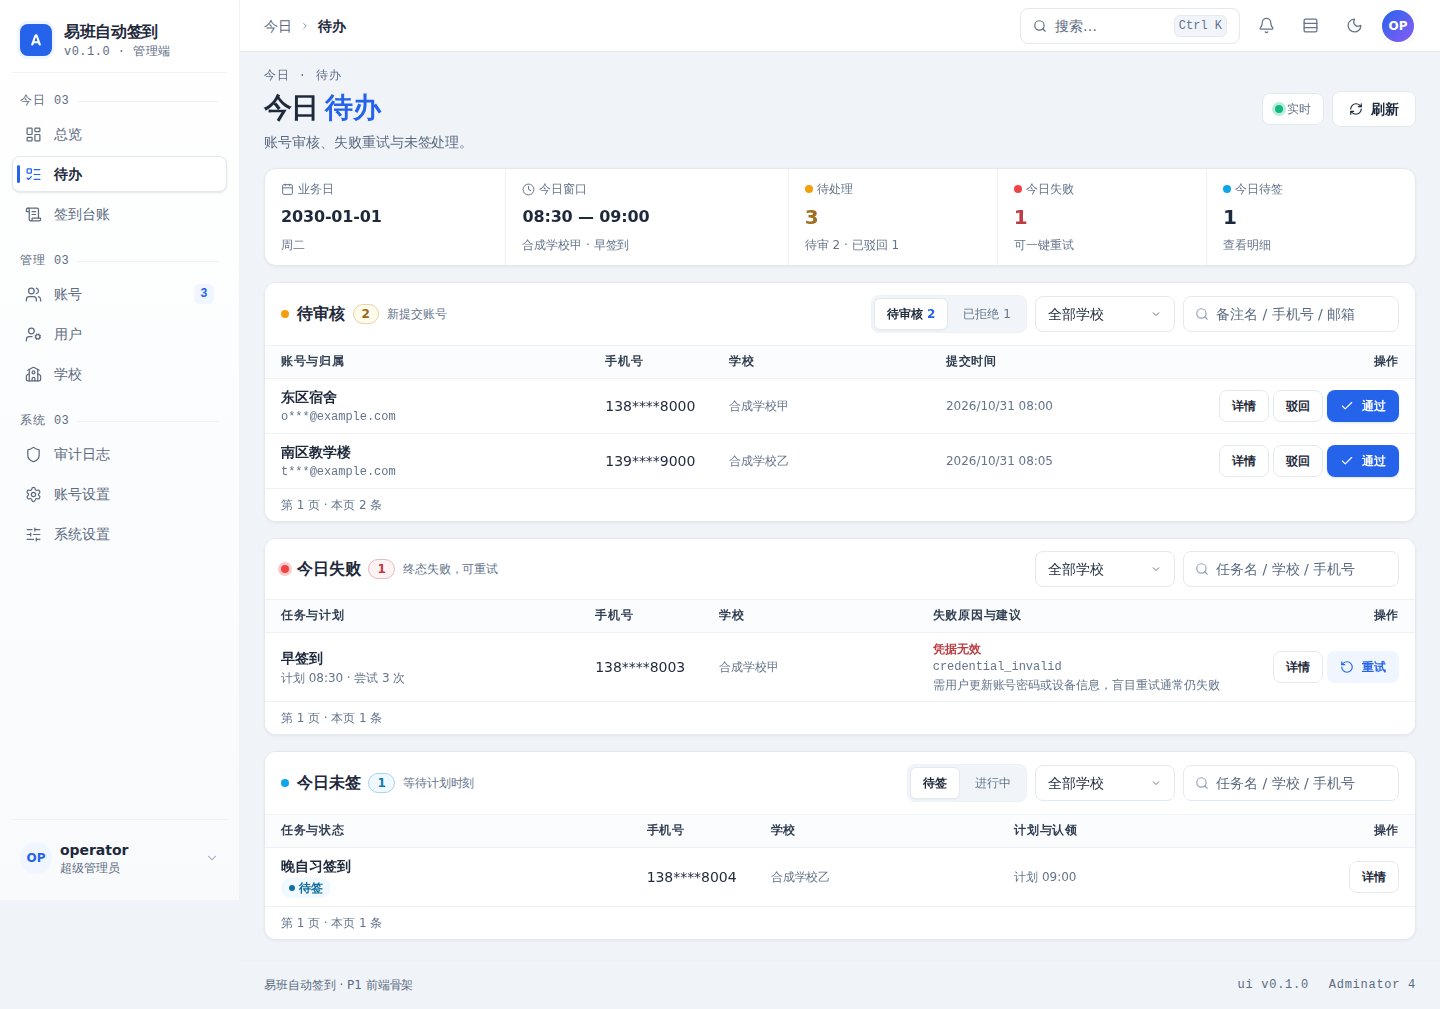 A
易班自动签到
v0.1.0 · 管理端
今日 03
总览
待办
签到台账
管理 03
账号 3
用户
学校
系统 03
审计日志
账号设置
系统设置
OP
operator
超级管理员
今日 › 待办
搜索… Ctrl K
OP
今日 · 待办
今日 待办
账号审核、失败重试与未签处理。
实时
刷新
业务日
2030-01-01
周二
今日窗口
08:30 — 09:00
合成学校甲 · 早签到
待处理
3
待审 2 · 已驳回 1
今日失败
1
可一键重试
今日待签
1
查看明细
待审核 2 新提交账号
待审核 2 已拒绝 1 全部学校 备注名 / 手机号 / 邮箱
账号与归属 手机号 学校 提交时间 操作
东区宿舍
o***@example.com
138****8000 合成学校甲 2026/10/31 08:00 详情 驳回 通过
南区教学楼
t***@example.com
139****9000 合成学校乙 2026/10/31 08:05 详情 驳回 通过
第 1 页 · 本页 2 条
今日失败 1 终态失败，可重试
全部学校 任务名 / 学校 / 手机号
任务与计划 手机号 学校 失败原因与建议 操作
早签到
计划 08:30 · 尝试 3 次
138****8003 合成学校甲
凭据无效
credential_invalid
需用户更新账号密码或设备信息，盲目重试通常仍失败
详情 重试
第 1 页 · 本页 1 条
今日未签 1 等待计划时刻
待签 进行中 全部学校 任务名 / 学校 / 手机号
任务与状态 手机号 学校 计划与认领 操作
晚自习签到
待签
138****8004 合成学校乙 计划 09:00 详情
第 1 页 · 本页 1 条
易班自动签到 · P1 前端骨架
ui v0.1.0 Adminator 4